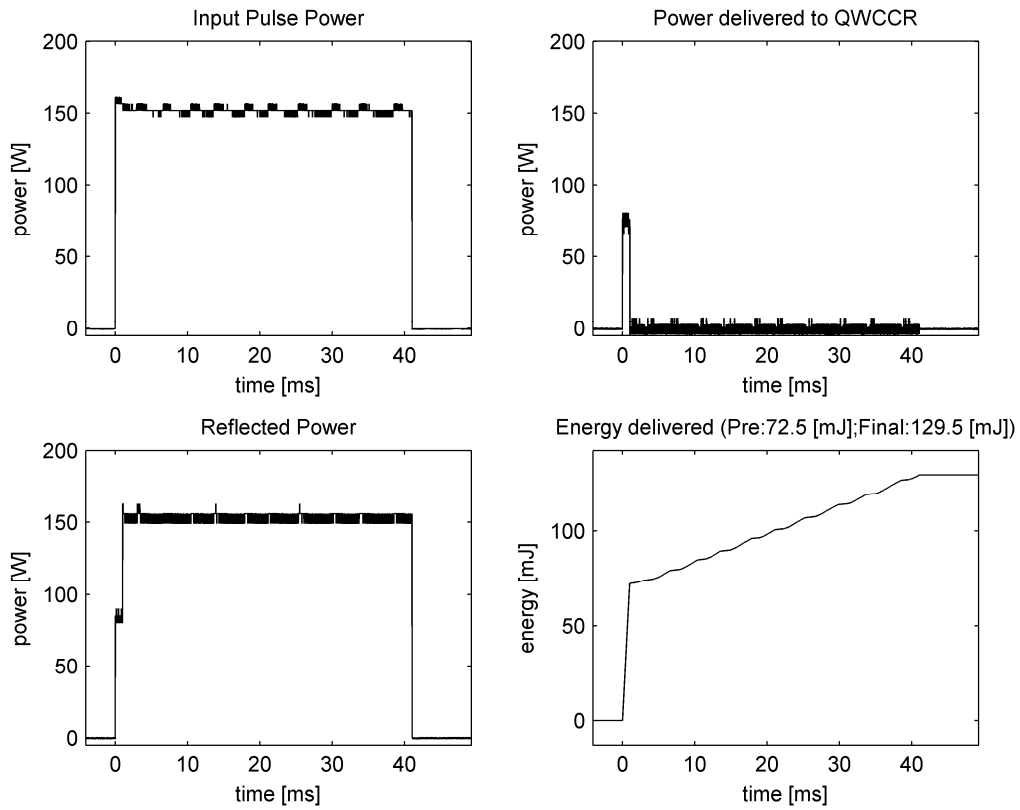 Input Pulse Power
200
150
100
50
0
power [W]
0 10 20 30 40
time [ms]
Power delivered to QWCCR
200
150
100
50
0
power [W]
0 10 20 30 40
time [ms]
Reflected Power
200
150
100
50
0
power [W]
0 10 20 30 40
time [ms]
Energy delivered (Pre:72.5 [mJ];Final:129.5 [mJ])
100
50
0
energy [mJ]
0 10 20 30 40
time [ms]